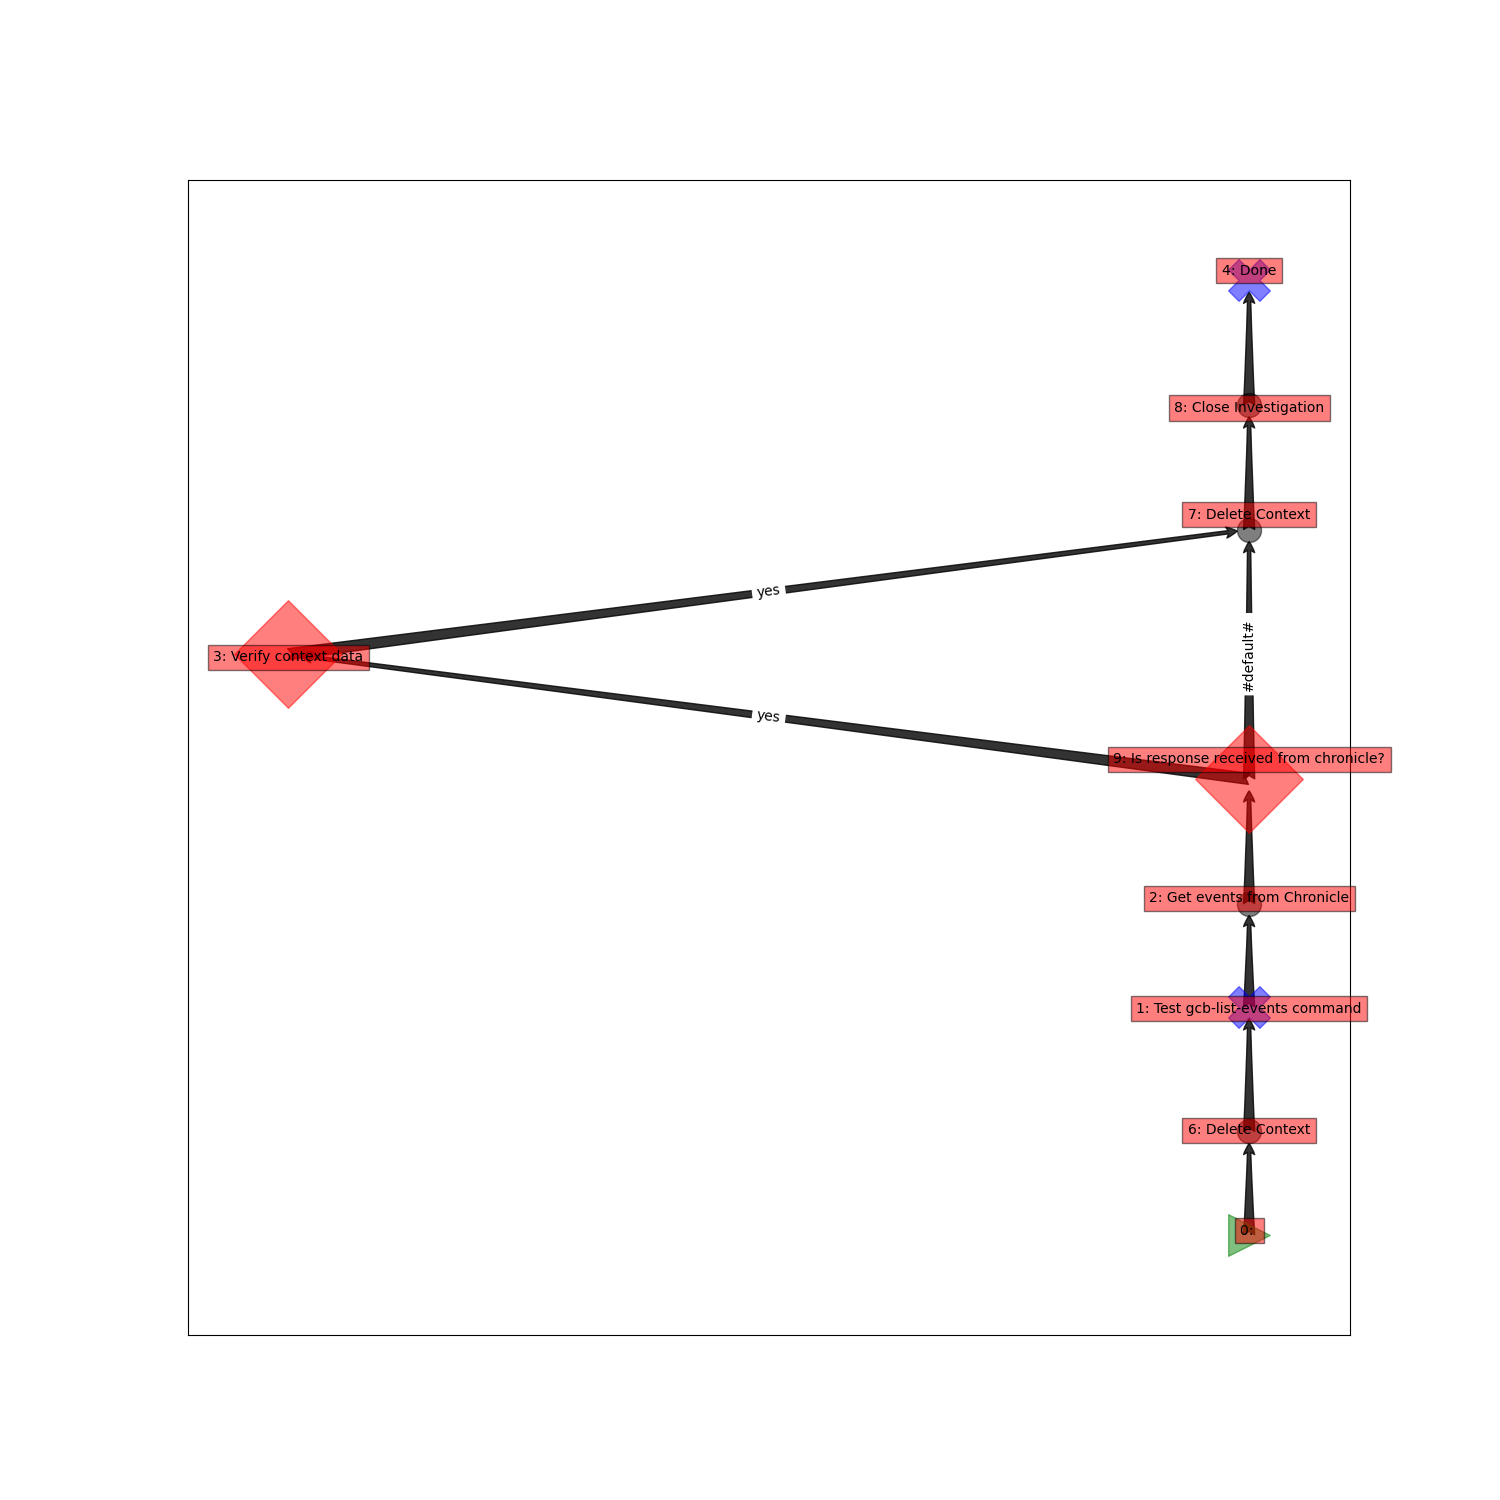 4: Done
8: Close Investigation
7: Delete Context
yes
#default#
3: Verify context data
yes
9: Is response received from chronicle?
2: Get events from Chronicle
1: Test gcb-list-events command
6: Delete Context
0: